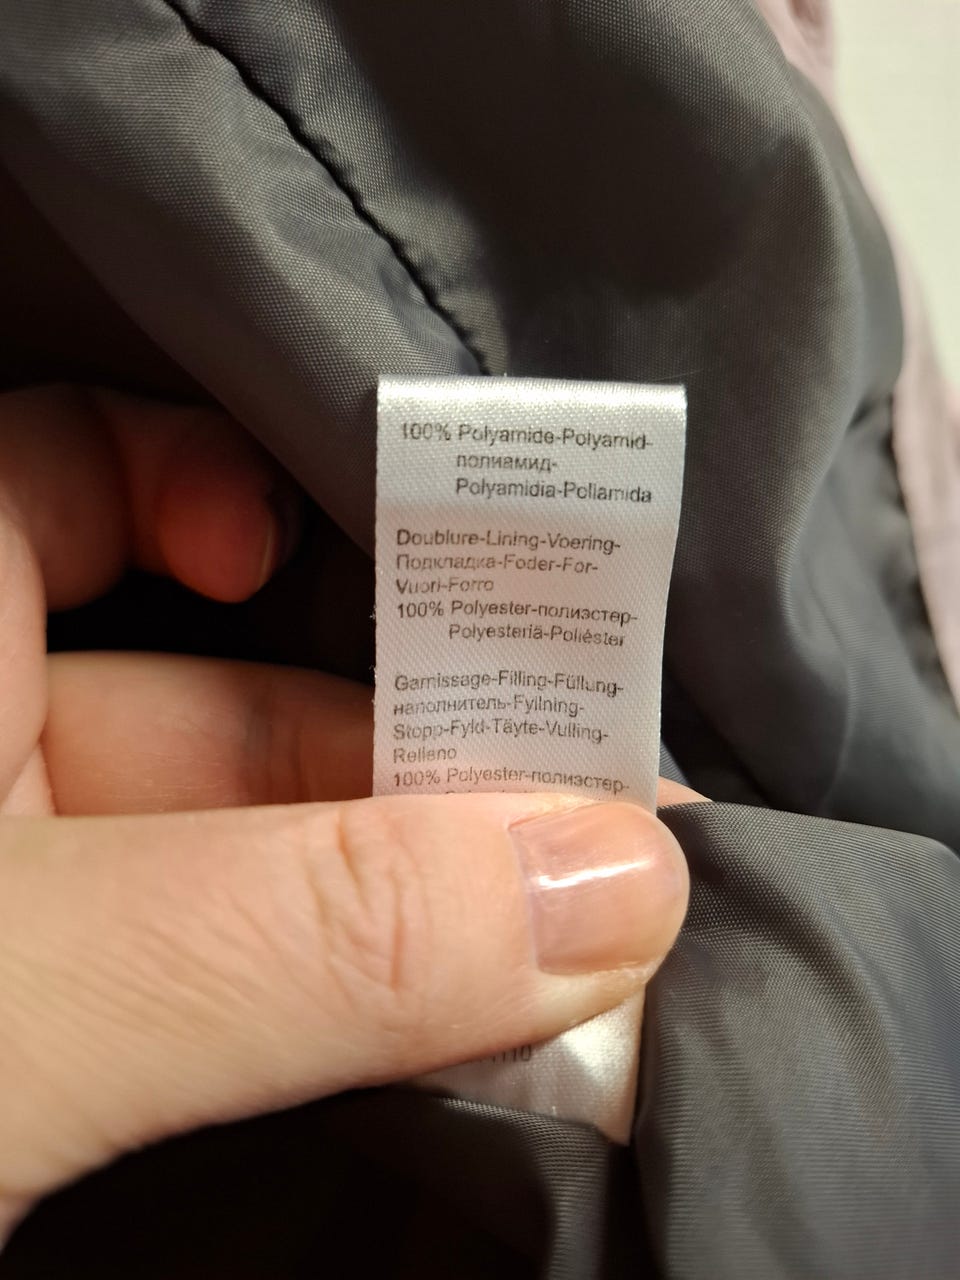 100% Polyamide-Polyamid-
полиамид-
Polyamidia-Poliamida
Doublure-Lining-Voering-
Подкладка-Foder-For-
Vuori-Forro
100% Polyester-полиэстер-
Polyesteriä-Poliéster
Garnissage-Filling-Füllung-
наполнитель-Fyllning-
Stopp-Fyld-Täyte-Vulling-
Relleno
100% Polyester-полиэстер-